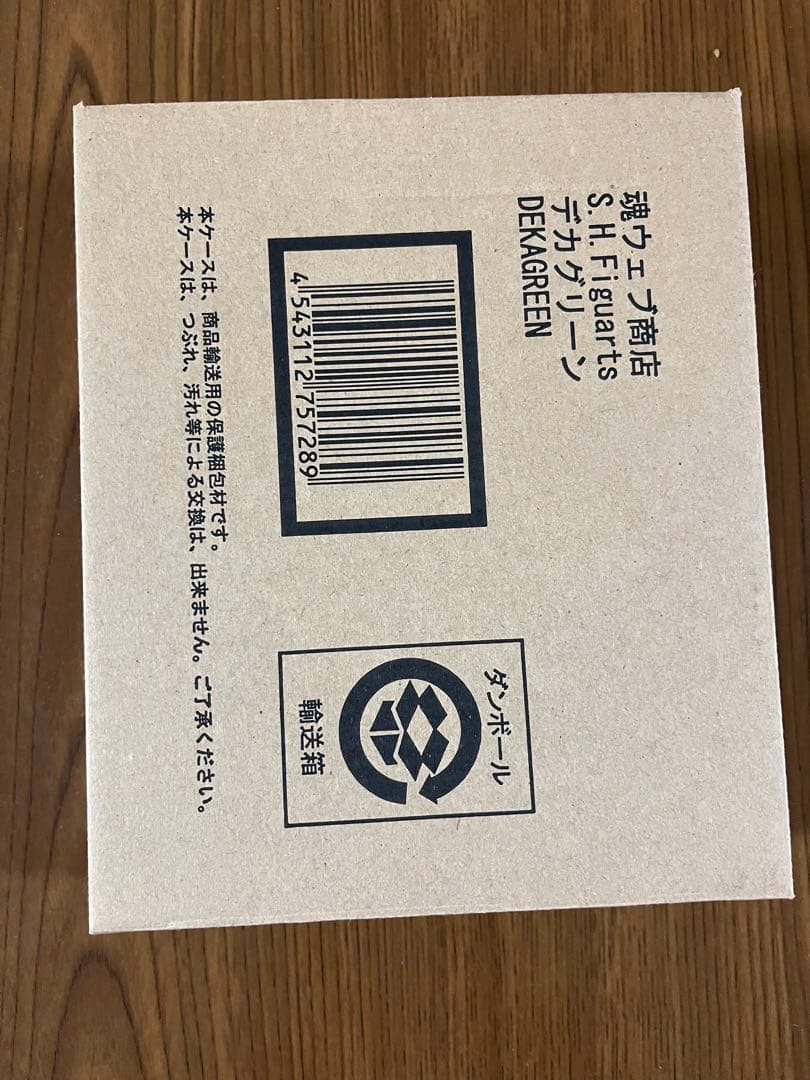 魂ウェブ商店
S.H.Figuarts
デカグリーン
DEKAGREEN
4 543112 757289
本ケースは、商品輸送用の保護梱包材です。
本ケースは、つぶれ、汚れ等による交換は、出来ません。ご了承ください。
ダンボール
輸送箱